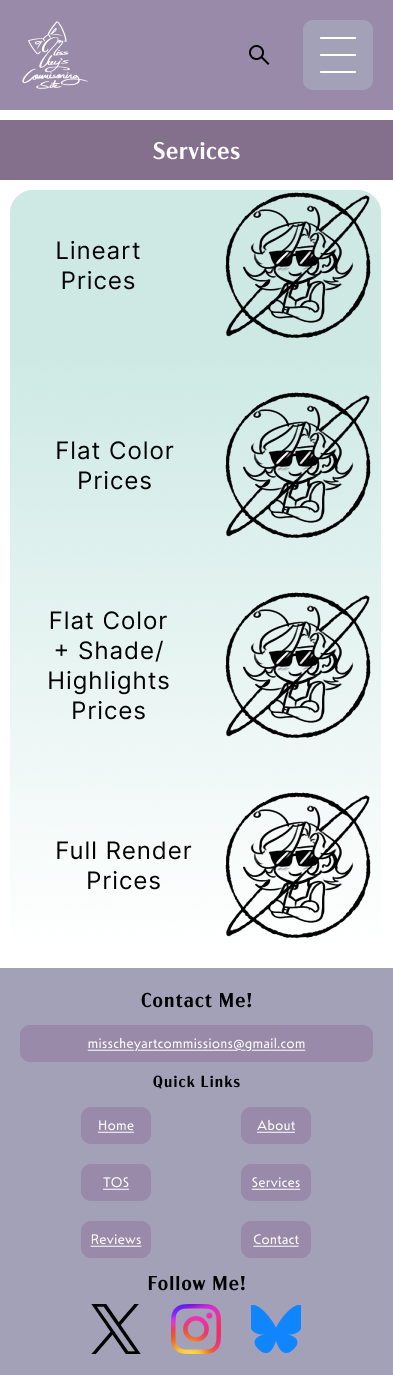 Miss
Chey's
Commissioning
Site
Services
Lineart
Prices
Flat Color
Prices
Flat Color
+ Shade/
Highlights
Prices
Full Render
Prices
Contact Me!
misscheyartcommissions@gmail.com
Quick Links
Home About
TOS Services
Reviews Contact
Follow Me!